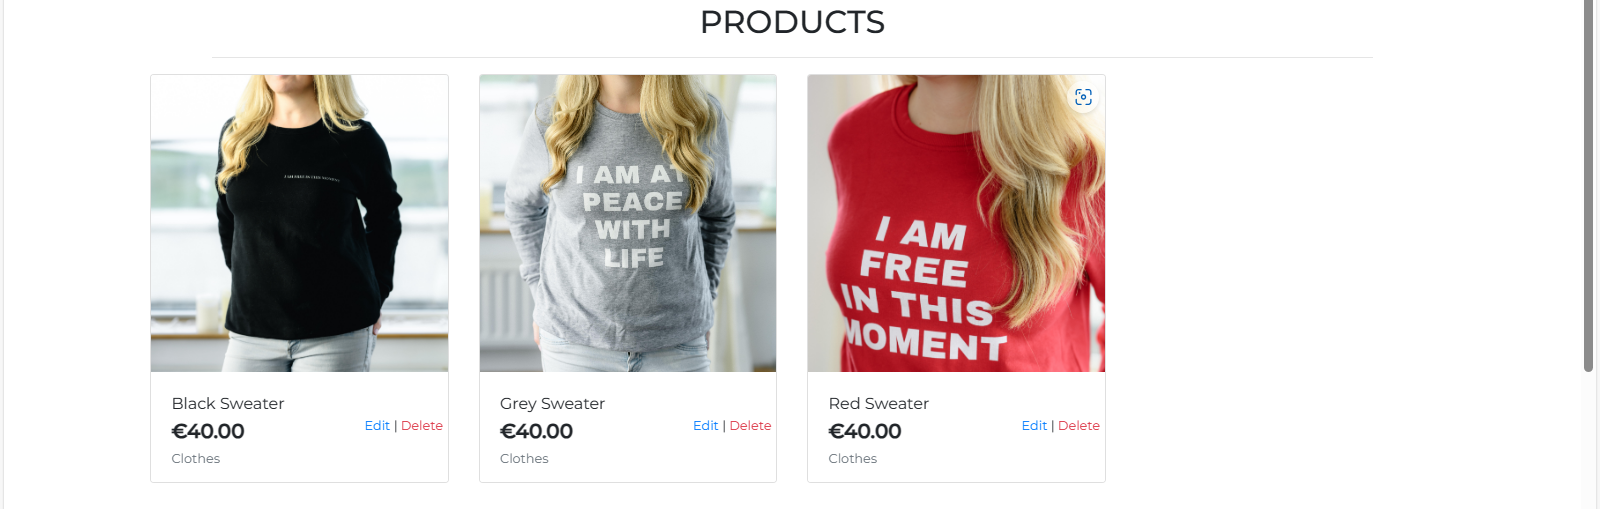 PRODUCTS
I AM AT
PEACE
WITH
LIFE
I AM
FREE
IN THIS
MOMENT
Black Sweater
€40.00
Edit | Delete
Clothes
Grey Sweater
€40.00
Edit | Delete
Clothes
Red Sweater
€40.00
Edit | Delete
Clothes